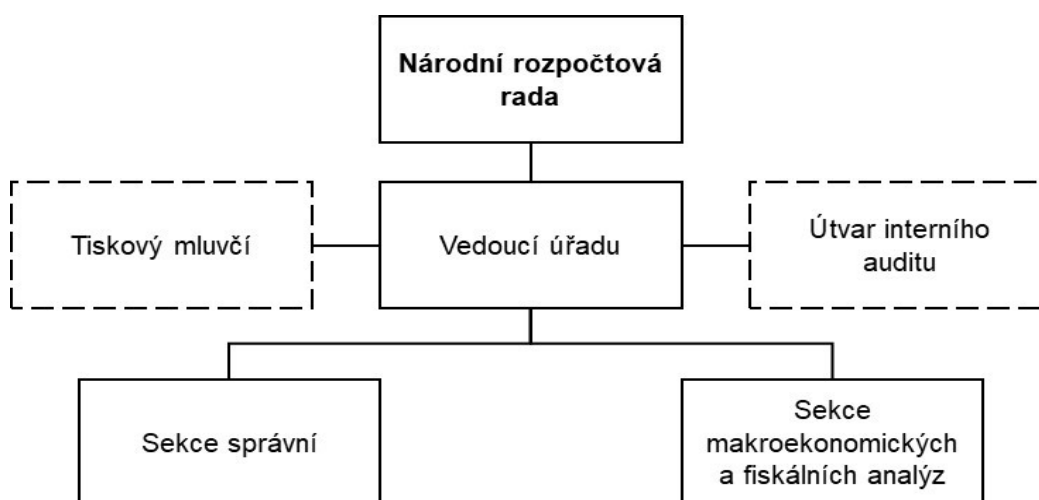 Národní rozpočtová
rada
Tiskový mluvčí
Vedoucí úřadu
Útvar interního
auditu
Sekce správní
Sekce
makroekonomických
a fiskálních analýz